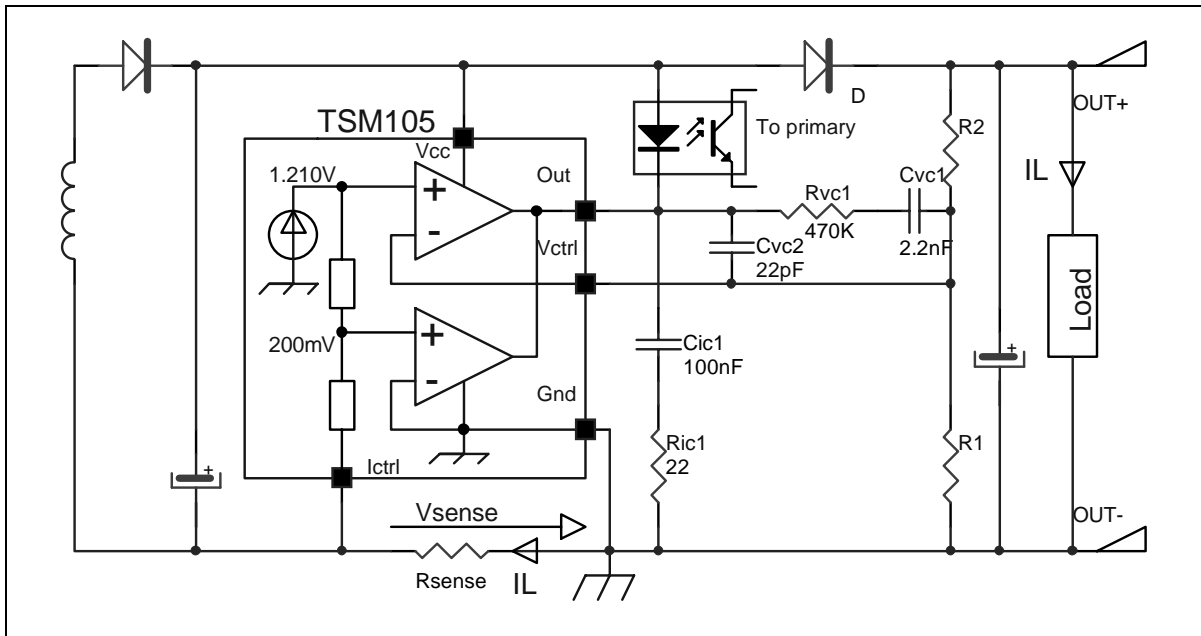 D
OUT+
TSM105
To primary
R2
Vcc
Out
IL
Cvc1
1.210V
+
-
Rvc1
470K
2.2nF
Vctrl
Cvc2
22pF
Load
200mV
+
-
Cic1
100nF
+
Gnd
Ric1
22
R1
Ictrl
+
Vsense
OUT-
Rsense
IL